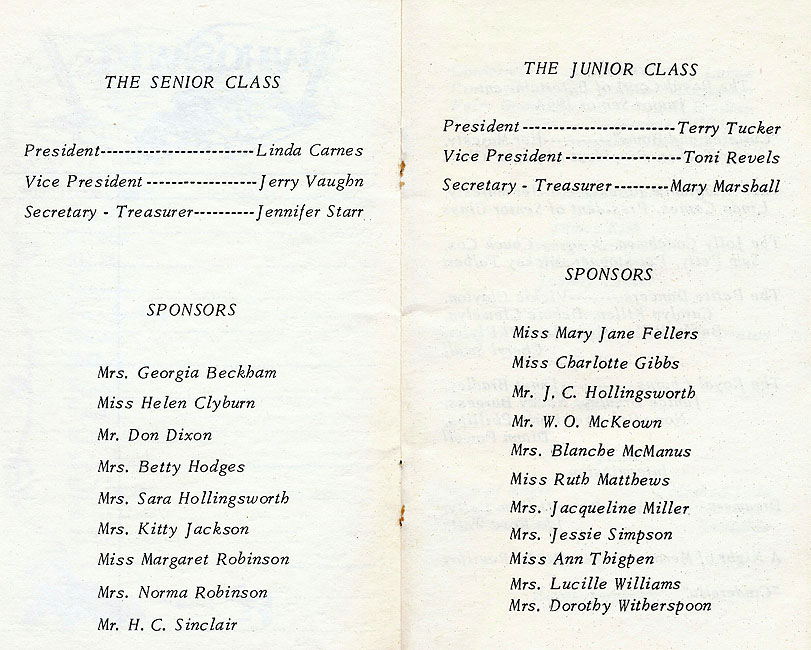 THE SENIOR CLASS
President--------------------------Linda Carnes
Vice President -------------------Jerry Vaughn
Secretary - Treasurer----------Jennifer Starr
SPONSORS
Mrs. Georgia Beckham
Miss Helen Clyburn
Mr. Don Dixon
Mrs. Betty Hodges
Mrs. Sara Hollingsworth
Mrs. Kitty Jackson
Miss Margaret Robinson
Mrs. Norma Robinson
Mr. H. C. Sinclair
THE JUNIOR CLASS
President--------------------------Terry Tucker
Vice President--------------------Toni Revels
Secretary - Treasurer---------Mary Marshall
SPONSORS
Miss Mary Jane Fellers
Miss Charlotte Gibbs
Mr. J. C. Hollingsworth
Mr. W. O. McKeown
Mrs. Blanche McManus
Miss Ruth Matthews
Mrs. Jacqueline Miller
Mrs. Jessie Simpson
Miss Ann Thigpen
Mrs. Lucille Williams
Mrs. Dorothy Witherspoon